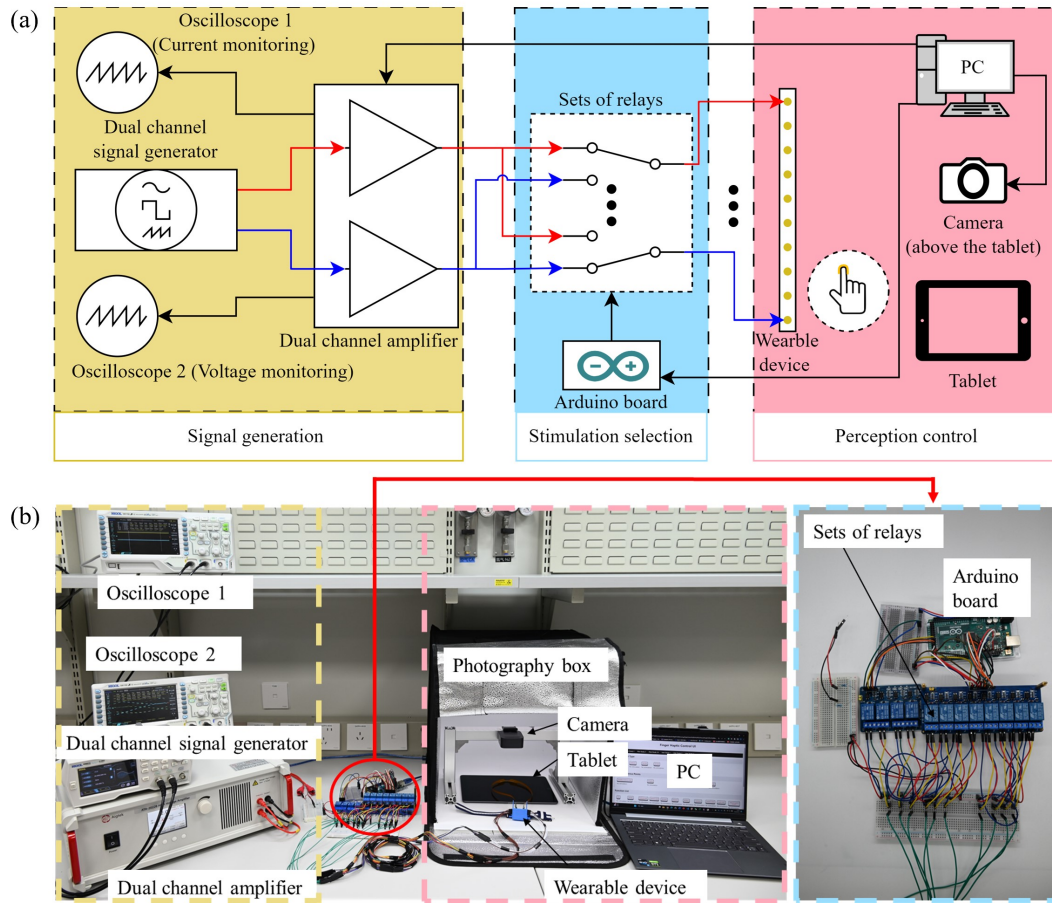 (a)
Oscilloscope 1
(Current monitoring)
Dual channel
signal generator
Oscilloscope 2 (Voltage monitoring)
Dual channel amplifier
Signal generation
Sets of relays
Arduino board
Stimulation selection
PC
Camera
(above the tablet)
Wearble
device
Tablet
Perception control
(b)
Oscilloscope 1
Oscilloscope 2
Dual channel signal generator
Dual channel amplifier
Photography box
Camera
Tablet
PC
Wearable device
Sets of relays
Arduino
board